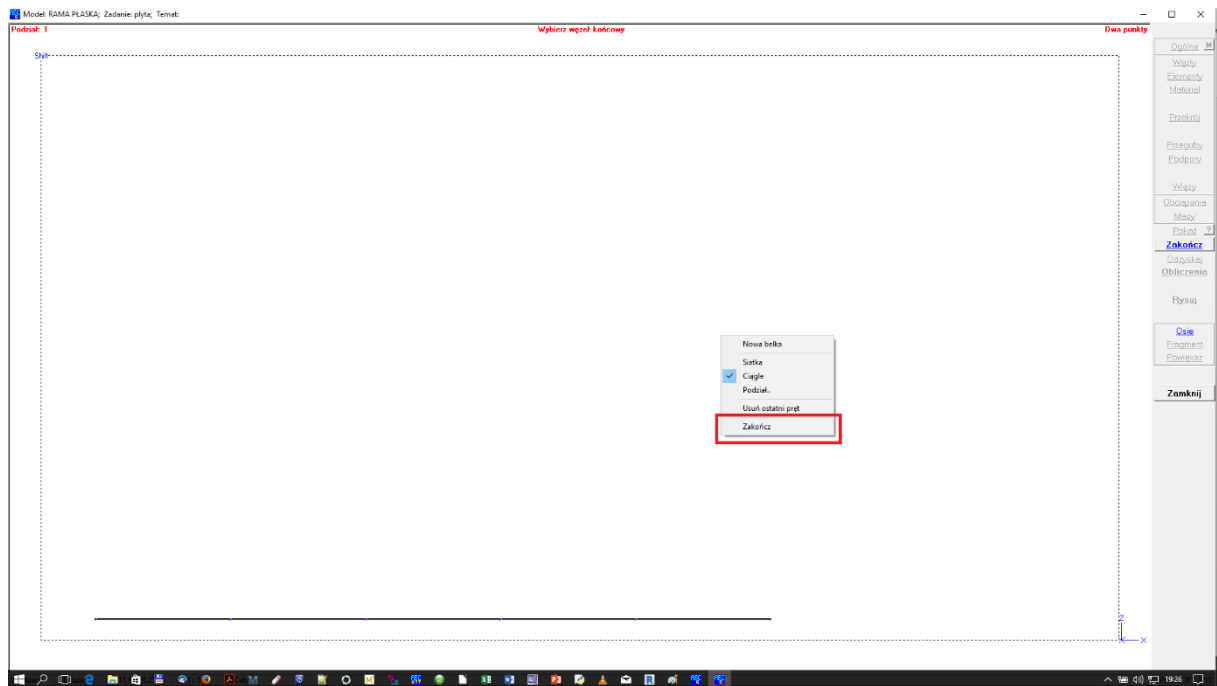 Model: RAMA PŁASKA; Zadanie: plyta; Temat:
Podział: 1
Wybierz węzeł końcowy
Dwa punkty
Shift
Ogólne M
Węzły
Elementy
Materiał
Przekrój
Przeguby
Podpory
Więzy
Obciążenia
Masy
Pokaż ?
Zakończ
Odzyskaj
Obliczenia
Rysuj
Osie
Fragment
Powiększ
Zamknij
Nowa belka
Siatka
Ciągle
Podział..
Usuń ostatni pręt
Zakończ
Z
X
19:26